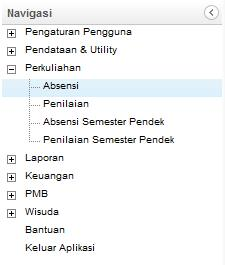 Navigasi
Pengaturan Pengguna
Pendataan & Utility
Perkuliahan
Absensi
Penilaian
Absensi Semester Pendek
Penilaian Semester Pendek
Laporan
Keuangan
PMB
Wisuda
Bantuan
Keluar Aplikasi